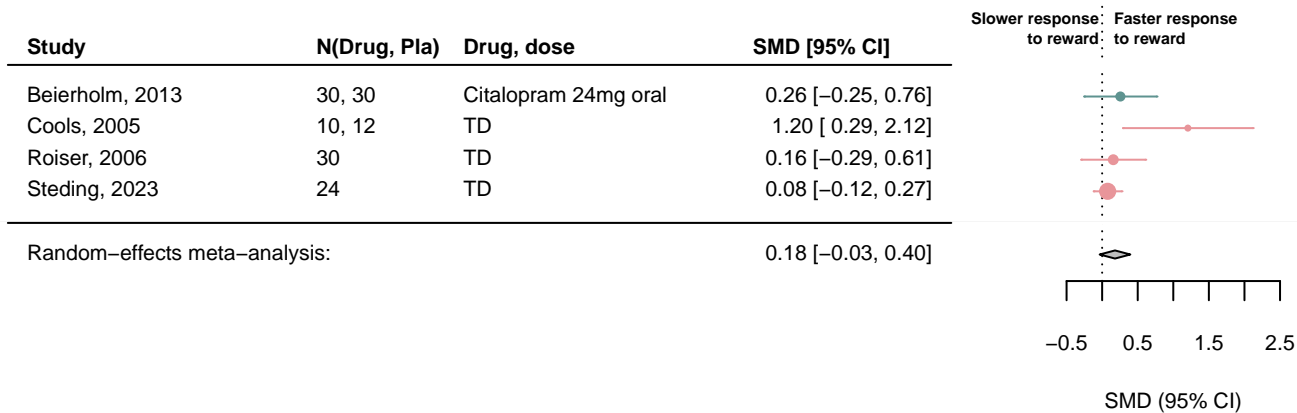 Slower response Faster response
to reward to reward
Study N(Drug, Pla) Drug, dose SMD [95% CI]
Beierholm, 2013 30, 30 Citalopram 24mg oral 0.26 [−0.25, 0.76]
Cools, 2005 10, 12 TD 1.20 [ 0.29, 2.12]
Roiser, 2006 30 TD 0.16 [−0.29, 0.61]
Steding, 2023 24 TD 0.08 [−0.12, 0.27]
Random−effects meta−analysis: 0.18 [−0.03, 0.40]
−0.5 0.5 1.5 2.5
SMD (95% CI)